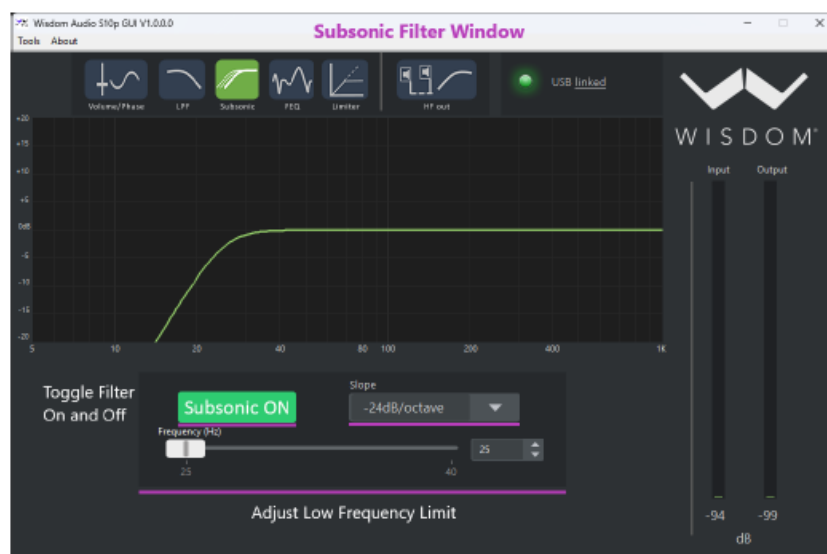 Wisdom Audio S10p GUI V1.0.0.0
Subsonic Filter Window
Tools About
Volume/Phase LPF Subsonic PEQ Limiter HF out
USB linked
WISDOM
Input Output
+20
+15
+10
+5
0dB
-5
-10
-15
-20
5 10 20 40 80 100 200 400 1K
Toggle Filter
On and Off
Subsonic ON
Slope
-24dB/octave
Frequency (Hz)
25
25 40
Adjust Low Frequency Limit
-94 -99
dB